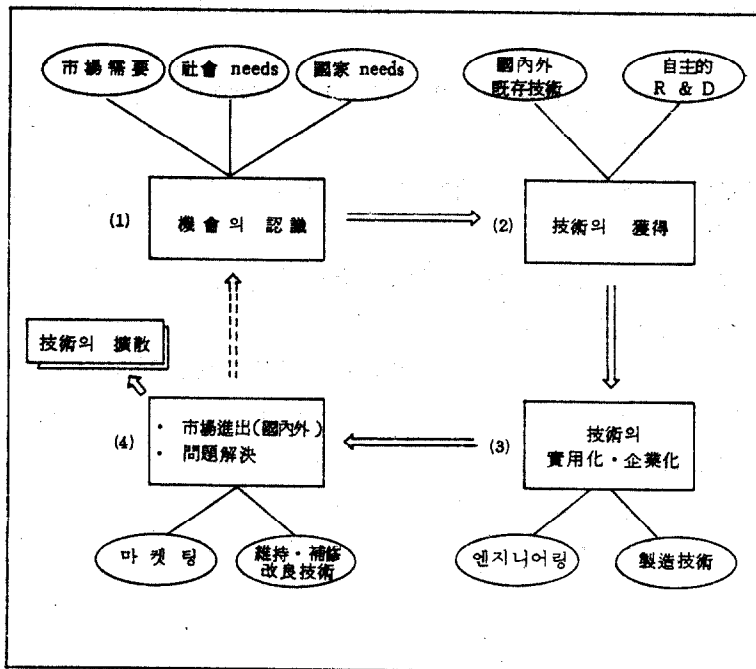 市場需要
社會 needs
國家 needs
國內外
旣存技術
自主的
R & D
(1)
機會의 認識
(2)
技術의 獲得
技術의 擴散
(4)
· 市場進出(國內外)
· 問題解決
(3)
技術의
實用化·企業化
마 켓 팅
維持·補修
改良技術
엔지니어링
製造技術